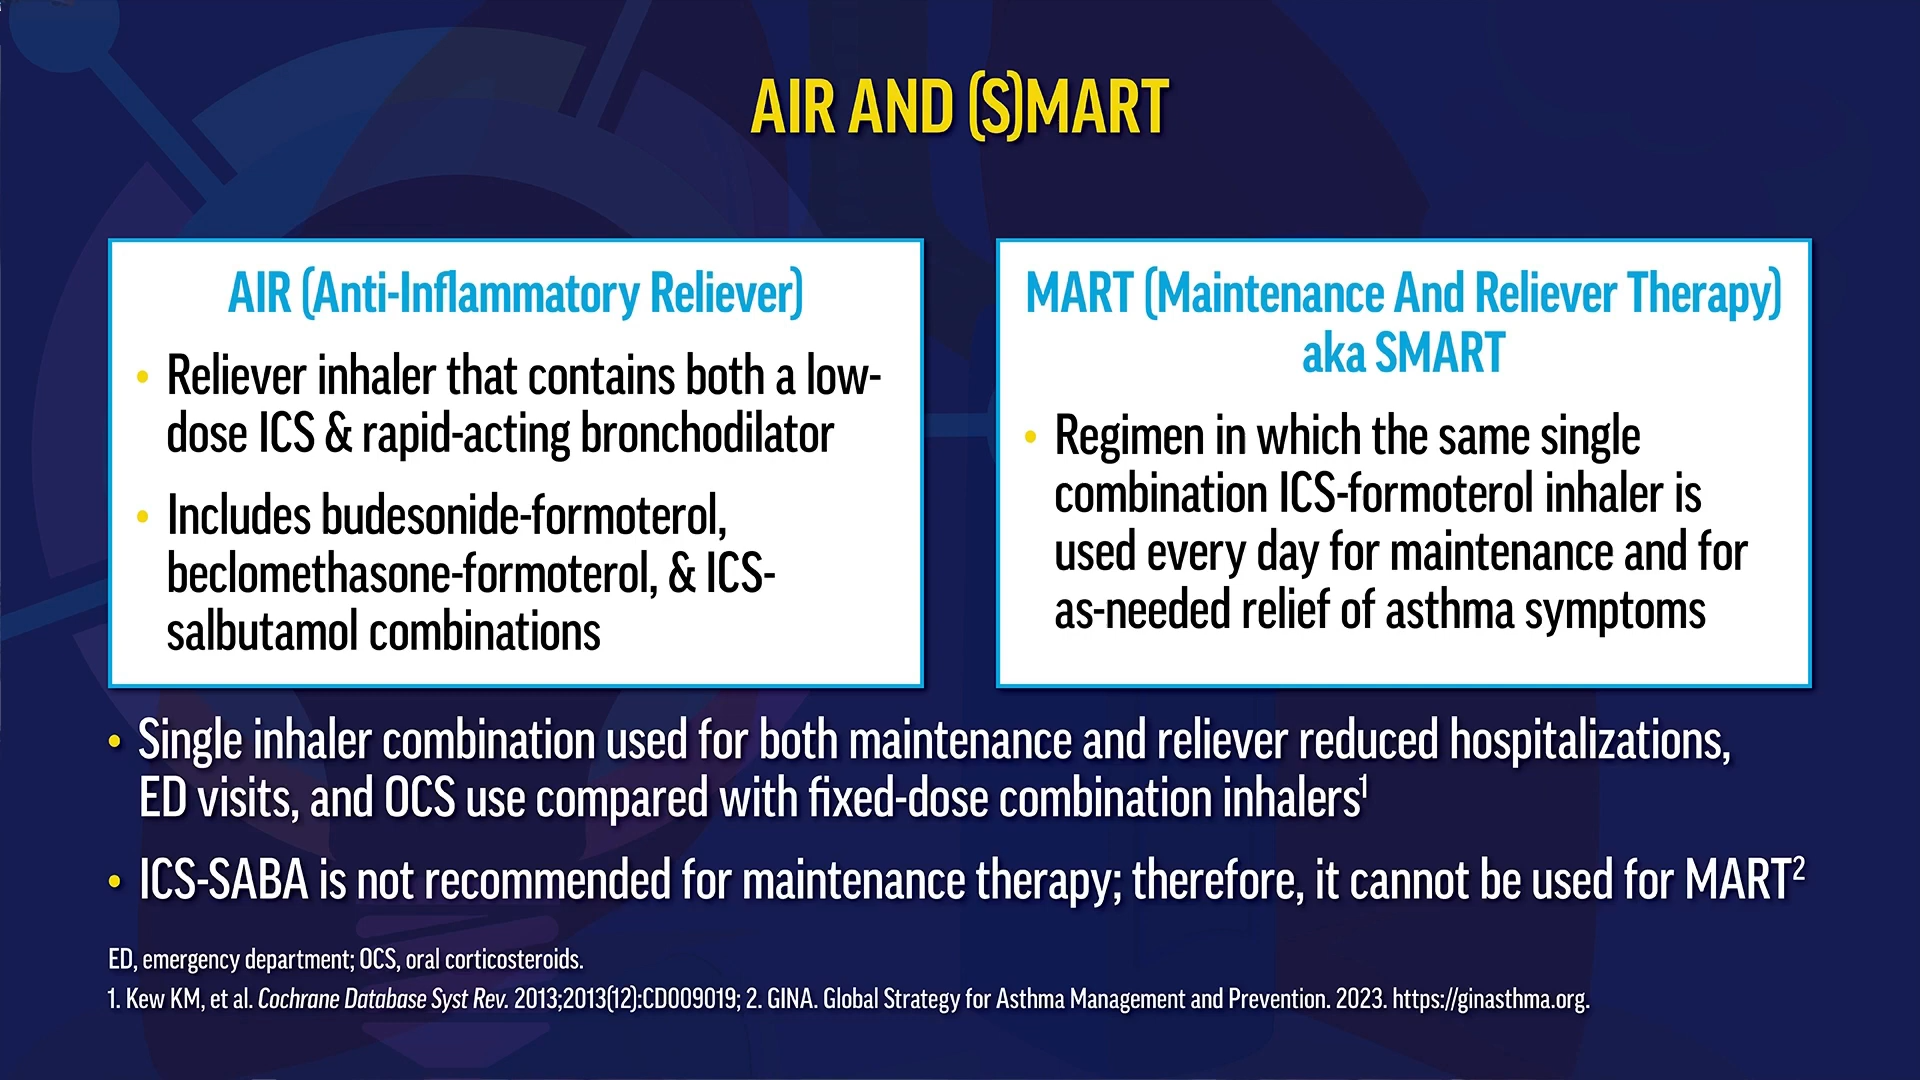 AIR AND (S)MART
AIR (Anti-Inflammatory Reliever)
• Reliever inhaler that contains both a low-
dose ICS & rapid-acting bronchodilator
• Includes budesonide-formoterol,
beclomethasone-formoterol, & ICS-
salbutamol combinations
MART (Maintenance And Reliever Therapy)
aka SMART
• Regimen in which the same single
combination ICS-formoterol inhaler is
used every day for maintenance and for
as-needed relief of asthma symptoms
• Single inhaler combination used for both maintenance and reliever reduced hospitalizations,
ED visits, and OCS use compared with fixed-dose combination inhalers¹
• ICS-SABA is not recommended for maintenance therapy; therefore, it cannot be used for MART²
ED, emergency department; OCS, oral corticosteroids.
1. Kew KM, et al. Cochrane Database Syst Rev. 2013;2013(12):CD009019; 2. GINA. Global Strategy for Asthma Management and Prevention. 2023. https://ginasthma.org.